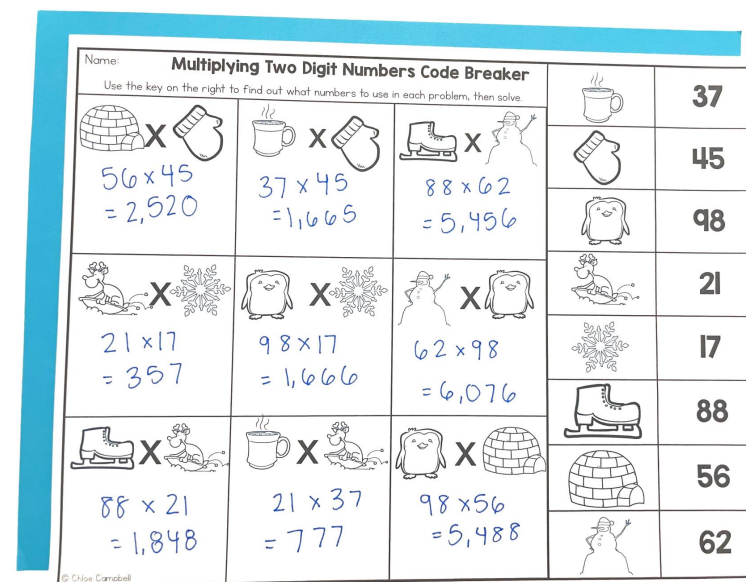 Name:
Multiplying Two Digit Numbers Code Breaker
Use the key on the right to find out what numbers to use in each problem, then solve.
X
56 x 45
= 2,520
X
37 x 45
= 1,665
X
88 x 62
= 5,456
X
21 x 17
= 357
X
98 x 17
= 1,666
X
62 x 98
= 6,076
X
88 x 21
= 1,848
X
21 x 37
= 777
X
98 x 56
= 5,488
37
45
98
21
17
88
56
62
© Chloe Campbell